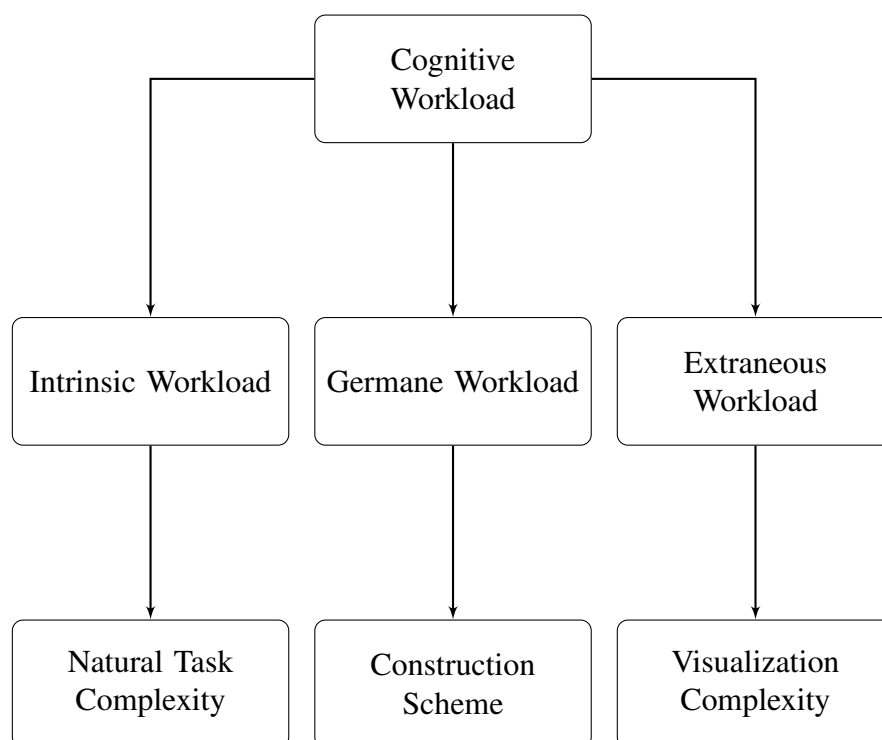 Cognitive
Workload
Intrinsic Workload
Germane Workload
Extraneous
Workload
Natural Task
Complexity
Construction
Scheme
Visualization
Complexity